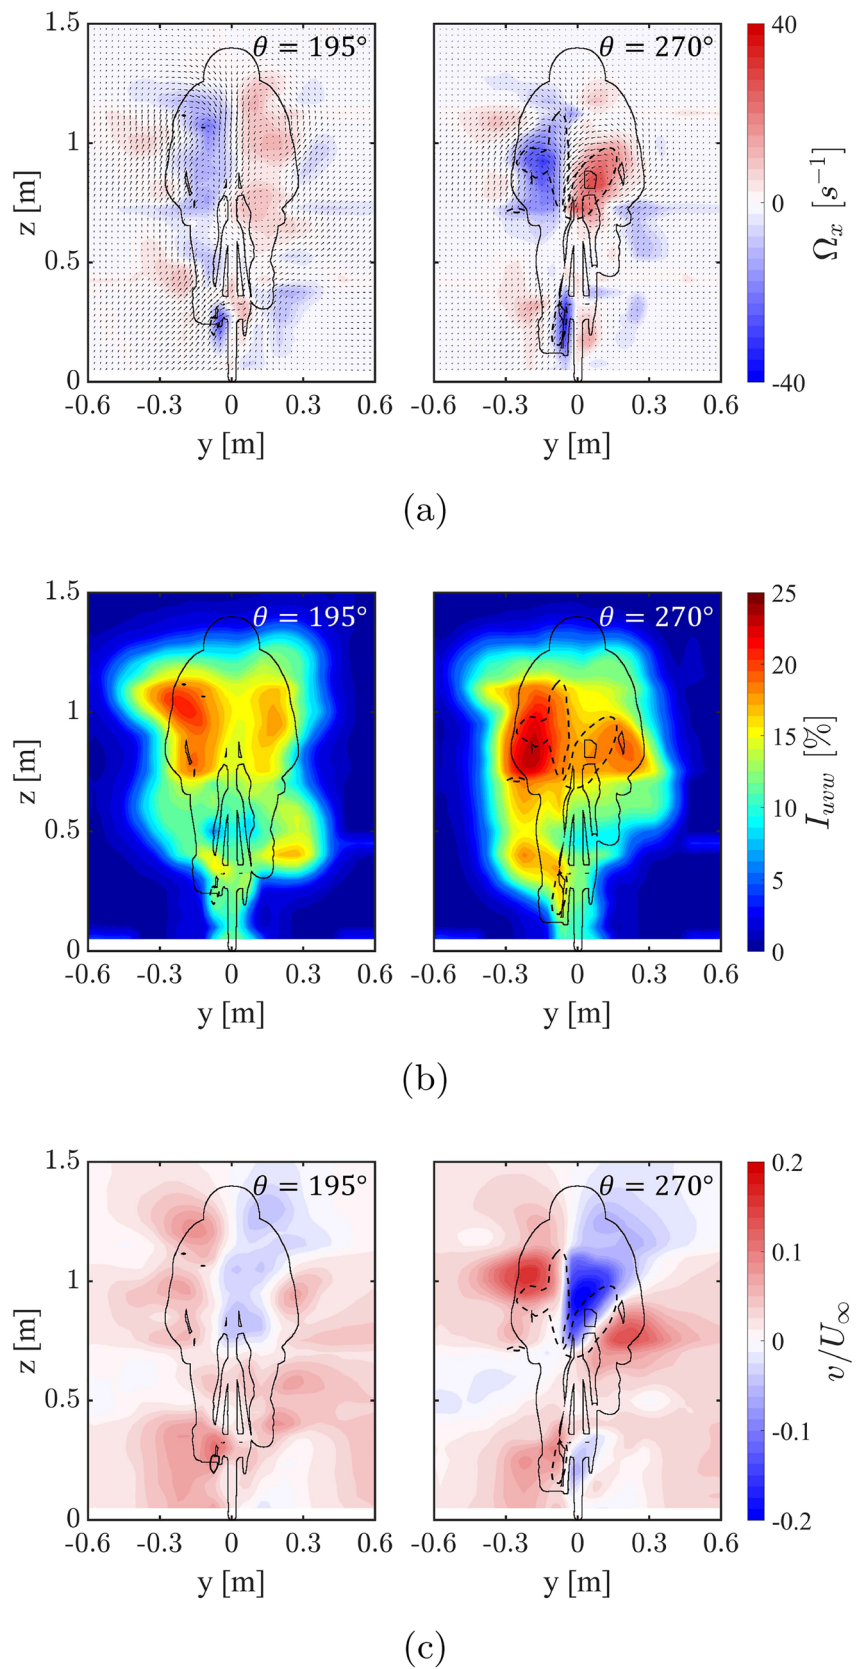 1.5
θ = 195°
θ = 270°
40
1
20
z [m]
0
Ωx [s⁻¹]
0.5
-20
0
-40
-0.6 -0.3 0 0.3 0.6
-0.6 -0.3 0 0.3 0.6
y [m]
y [m]
(a)
1.5
θ = 195°
θ = 270°
25
20
1
15
z [m]
Iuvw [%]
10
0.5
5
0
0
-0.6 -0.3 0 0.3 0.6
-0.6 -0.3 0 0.3 0.6
y [m]
y [m]
(b)
1.5
θ = 195°
θ = 270°
0.2
0.1
1
z [m]
0
v/U∞
0.5
-0.1
0
-0.2
-0.6 -0.3 0 0.3 0.6
-0.6 -0.3 0 0.3 0.6
y [m]
y [m]
(c)